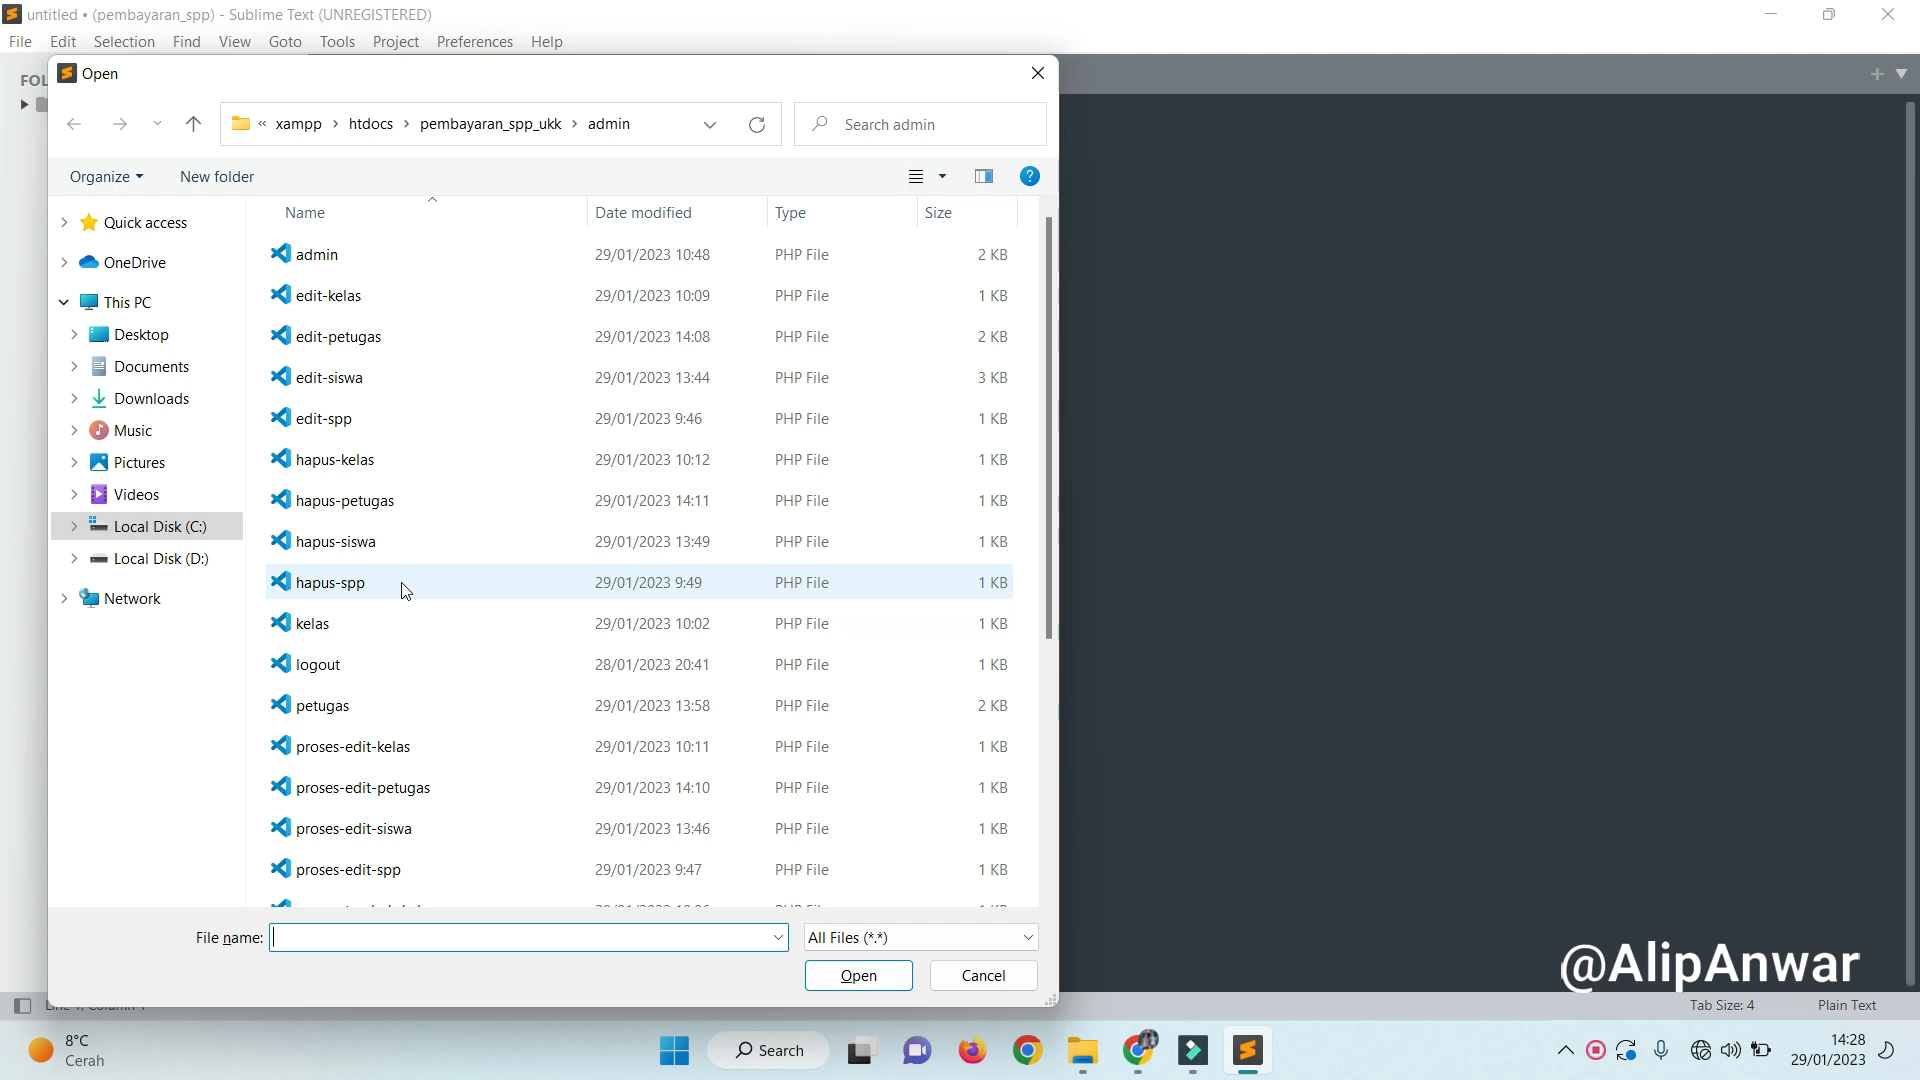 untitled • (pembayaran_spp) - Sublime Text (UNREGISTERED)
File Edit Selection Find View Goto Tools Project Preferences Help
FOL
Open
« xampp › htdocs › pembayaran_spp_ukk › admin
Search admin
Organize New folder
Name Date modified Type Size
Quick access
OneDrive
This PC
Desktop
Documents
Downloads
Music
Pictures
Videos
Local Disk (C:)
Local Disk (D:)
Network
admin 29/01/2023 10:48 PHP File 2 KB
edit-kelas 29/01/2023 10:09 PHP File 1 KB
edit-petugas 29/01/2023 14:08 PHP File 2 KB
edit-siswa 29/01/2023 13:44 PHP File 3 KB
edit-spp 29/01/2023 9:46 PHP File 1 KB
hapus-kelas 29/01/2023 10:12 PHP File 1 KB
hapus-petugas 29/01/2023 14:11 PHP File 1 KB
hapus-siswa 29/01/2023 13:49 PHP File 1 KB
hapus-spp 29/01/2023 9:49 PHP File 1 KB
kelas 29/01/2023 10:02 PHP File 1 KB
logout 28/01/2023 20:41 PHP File 1 KB
petugas 29/01/2023 13:58 PHP File 2 KB
proses-edit-kelas 29/01/2023 10:11 PHP File 1 KB
proses-edit-petugas 29/01/2023 14:10 PHP File 1 KB
proses-edit-siswa 29/01/2023 13:46 PHP File 1 KB
proses-edit-spp 29/01/2023 9:47 PHP File 1 KB
File name:
All Files (*.*)
Open Cancel
@AlipAnwar
Tab Size: 4 Plain Text
8°C
Cerah
Search
14:28
29/01/2023